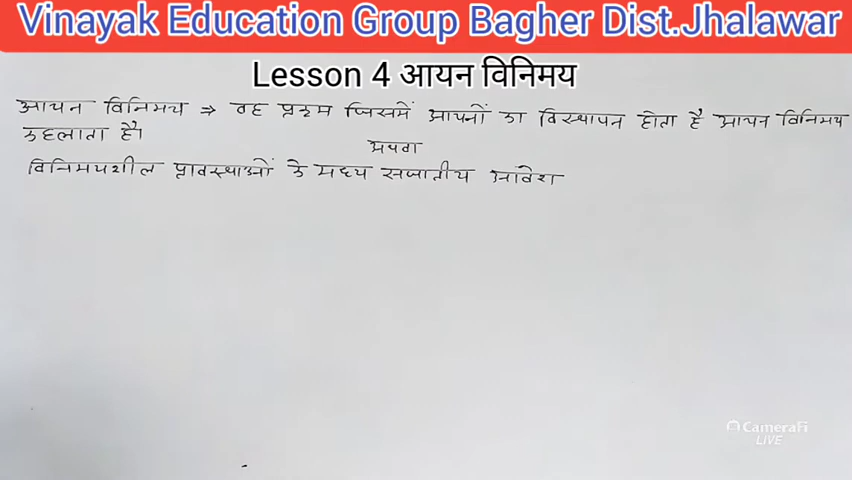 Vinayak Education Group Bagher Dist.Jhalawar
Lesson 4 आयन विनिमय
आयन विनिमय ⇒ वह प्रक्रम जिसमें आयनों का विस्थापन होता है आयन विनिमय
कहलाता है।
अथवा
विनिमयशील प्रावस्थाओं के मध्य सजातीय आवेश
CameraFi
LIVE